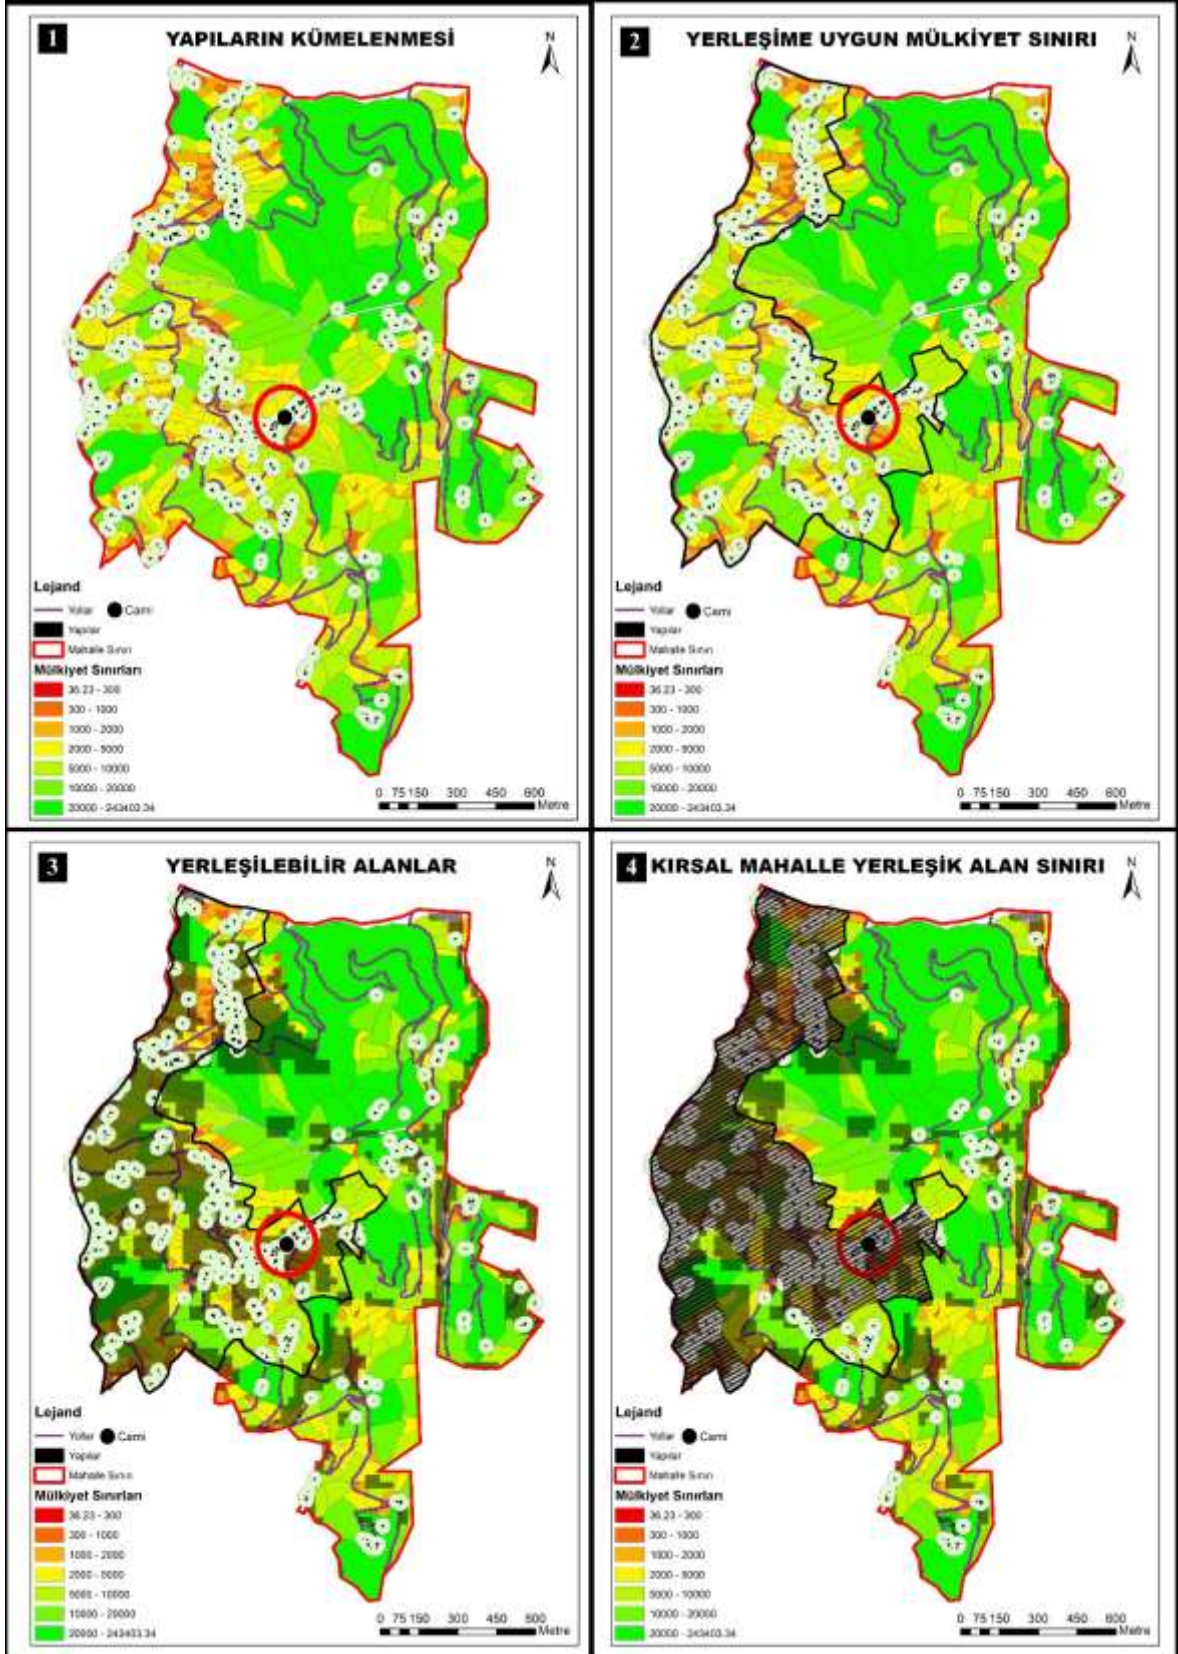 1 YAPILARIN KÜMELENMESİ
N
Lejand
Yollar Cami
Yapılar
Mahalle Sınırı
Mülkiyet Sınırları
36.23 - 300
300 - 1000
1000 - 2000
2000 - 5000
5000 - 10000
10000 - 20000
20000 - 243403.34
0 75 150 300 450 600
Metre
2 YERLEŞİME UYGUN MÜLKİYET SINIRI
N
Lejand
Yollar Cami
Yapılar
Mahalle Sınırı
Mülkiyet Sınırları
36.23 - 300
300 - 1000
1000 - 2000
2000 - 5000
5000 - 10000
10000 - 20000
20000 - 243403.34
0 75 150 300 450 600
Metre
3 YERLEŞİLEBİLİR ALANLAR
N
Lejand
Yollar Cami
Yapılar
Mahalle Sınırı
Mülkiyet Sınırları
36.23 - 300
300 - 1000
1000 - 2000
2000 - 5000
5000 - 10000
10000 - 20000
20000 - 243403.34
0 75 150 300 450 600
Metre
4 KIRSAL MAHALLE YERLEŞİK ALAN SINIRI
N
Lejand
Yollar Cami
Yapılar
Mahalle Sınırı
Mülkiyet Sınırları
36.23 - 300
300 - 1000
1000 - 2000
2000 - 5000
5000 - 10000
10000 - 20000
20000 - 243403.34
0 75 150 300 450 600
Metre